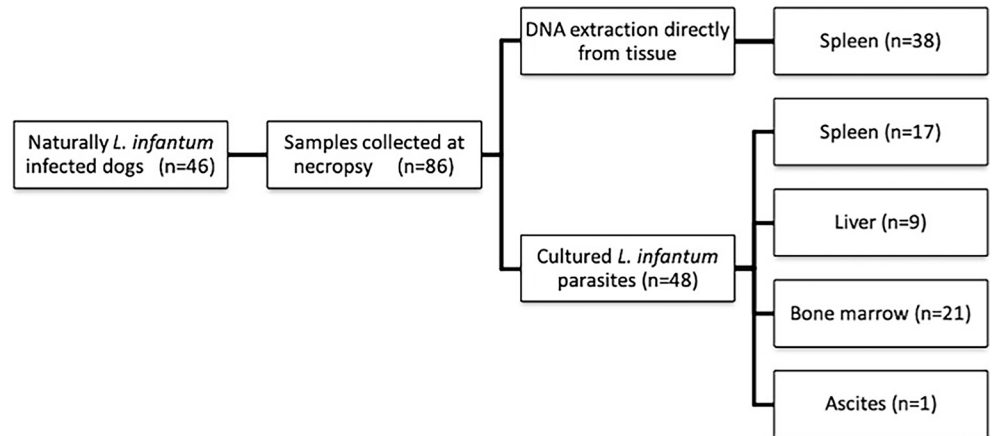 Naturally L. infantum
infected dogs (n=46)
Samples collected at
necropsy (n=86)
DNA extraction directly
from tissue
Spleen (n=38)
Cultured L. infantum
parasites (n=48)
Spleen (n=17)
Liver (n=9)
Bone marrow (n=21)
Ascites (n=1)